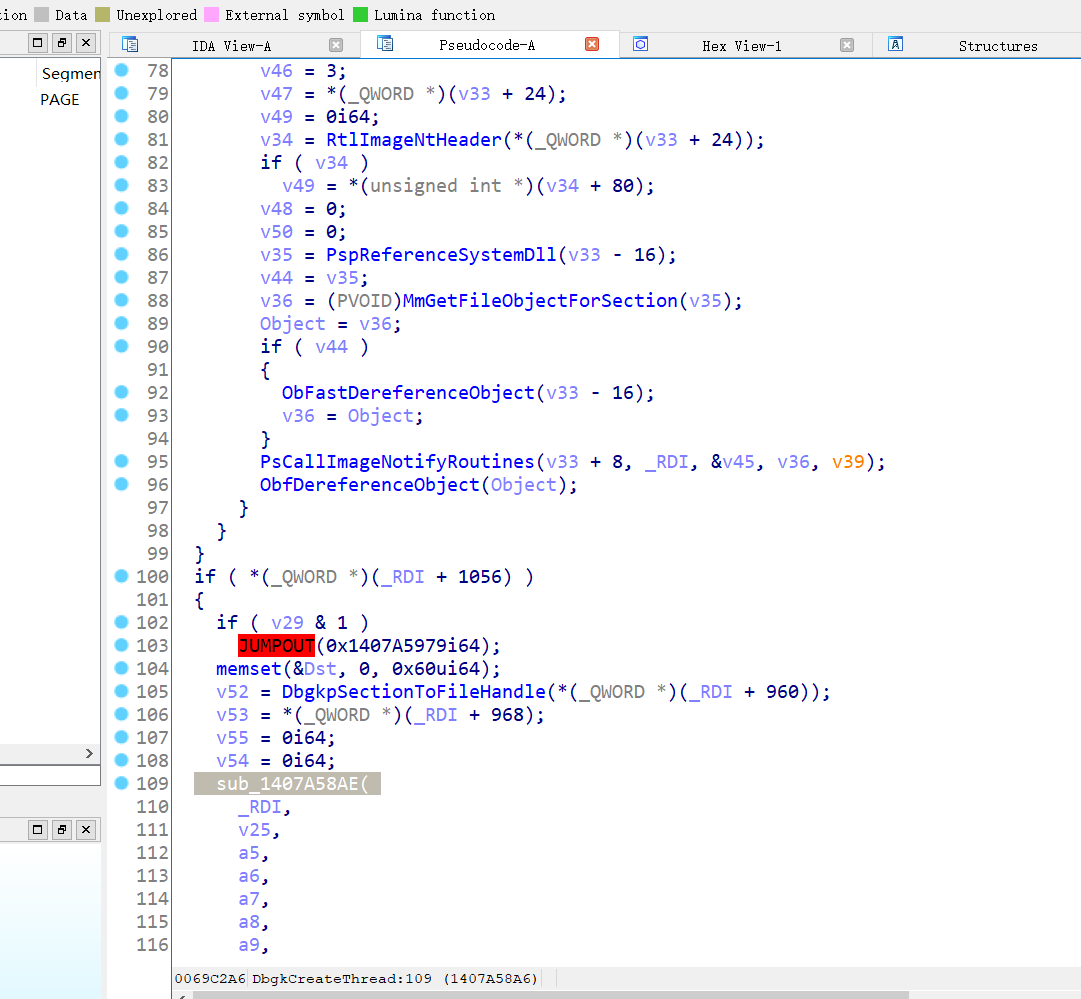 tion Data Unexplored External symbol Lumina function
IDA View-A Pseudocode-A Hex View-1 Structures
Segmen
PAGE
78 v46 = 3;
79 v47 = *(_QWORD *)(v33 + 24);
80 v49 = 0i64;
81 v34 = RtlImageNtHeader(*(_QWORD *)(v33 + 24));
82 if ( v34 )
83 v49 = *(unsigned int *)(v34 + 80);
84 v48 = 0;
85 v50 = 0;
86 v35 = PspReferenceSystemDll(v33 - 16);
87 v44 = v35;
88 v36 = (PVOID)MmGetFileObjectForSection(v35);
89 Object = v36;
90 if ( v44 )
91 {
92 ObFastDereferenceObject(v33 - 16);
93 v36 = Object;
94 }
95 PsCallImageNotifyRoutines(v33 + 8, _RDI, &v45, v36, v39);
96 ObfDereferenceObject(Object);
97 }
98 }
99 }
100 if ( *(_QWORD *)(_RDI + 1056) )
101 {
102 if ( v29 & 1 )
103 JUMPOUT(0x1407A5979i64);
104 memset(&Dst, 0, 0x60ui64);
105 v52 = DbgkpSectionToFileHandle(*(_QWORD *)(_RDI + 960));
106 v53 = *(_QWORD *)(_RDI + 968);
107 v55 = 0i64;
108 v54 = 0i64;
109 sub_1407A58AE(
110 _RDI,
111 v25,
112 a5,
113 a6,
114 a7,
115 a8,
116 a9,
0069C2A6 DbgkCreateThread:109 (1407A58A6)